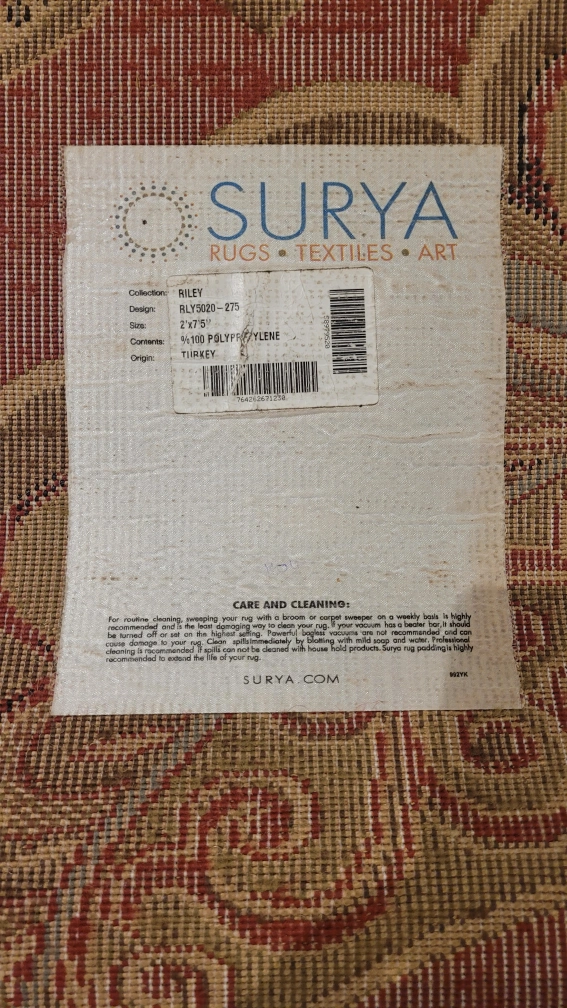 SURYA
RUGS • TEXTILES • ART
Collection: RILEY
Design: RLY5020-275
Size: 2'x7'5"
Contents: %100 POLYPROPYLENE
Origin: TURKEY
764262671230
CARE AND CLEANING:
For routine cleaning, sweeping your rug with a broom or carpet sweeper on a weekly basis is highly
recommended and is the least damaging way to clean your rug. If your vacuum has a beater bar, it should
be turned off or set on the highest setting. Powerful bagless vacuums are not recommended and can
cause damage to your rug. Clean spills immediately by blotting with mild soap and water. Professional
cleaning is recommended if spills can not be cleaned with house hold products. Surya rug padding is highly
recommended to extend the life of your rug.
SURYA.COM
992YK